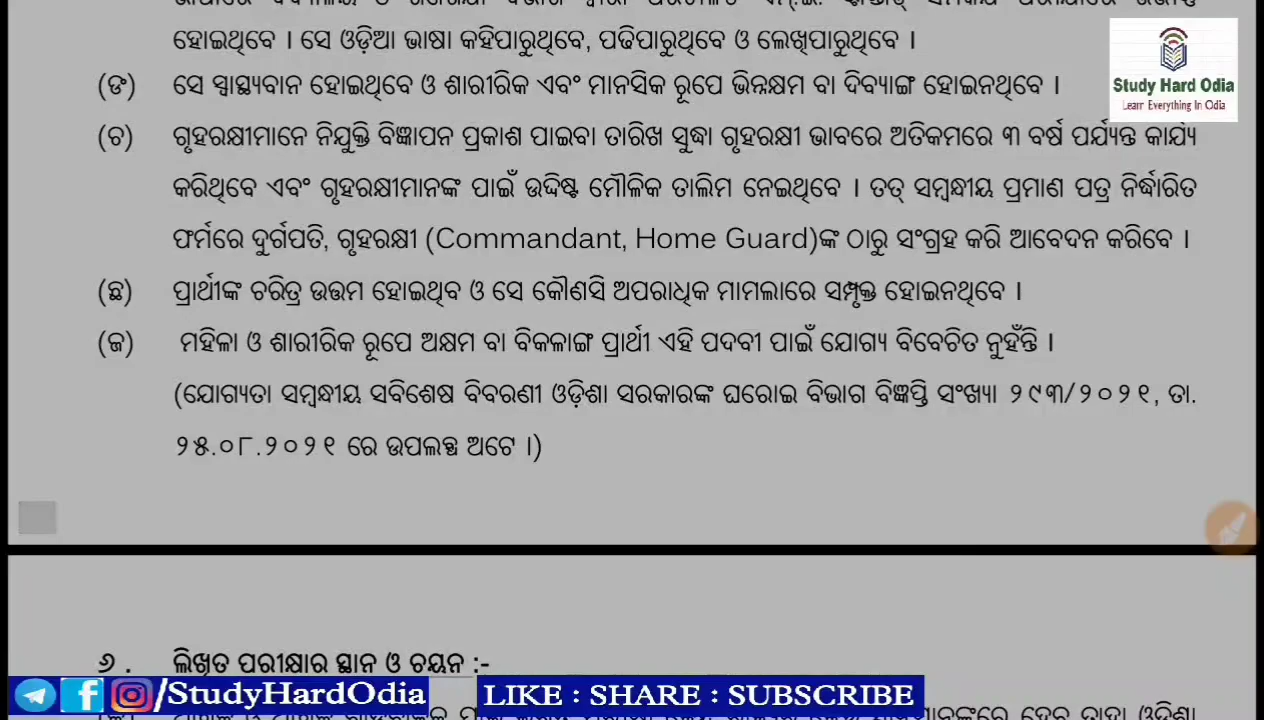 ହୋଇଥିବେ । ସେ ଓଡ଼ିଆ ଭାଷା କହିପାରୁଥିବେ, ପଢିପାରୁଥିବେ ଓ ଲେଖିପାରୁଥିବେ ।
(ଙ) ସେ ସ୍ୱାସ୍ଥ୍ୟବାନ ହୋଇଥିବେ ଓ ଶାରୀରିକ ଏବଂ ମାନସିକ ରୂପେ ଭିନ୍ନକ୍ଷମ ବା ଦିବ୍ୟାଙ୍ଗ ହୋଇନଥିବେ ।
Study Hard Odia
Learn Everything In Odia
(ଚ) ଗୃହରକ୍ଷୀମାନେ ନିଯୁକ୍ତି ବିଜ୍ଞାପନ ପ୍ରକାଶ ପାଇବା ତାରିଖ ସୁଦ୍ଧା ଗୃହରକ୍ଷୀ ଭାବରେ ଅତିକମରେ ୩ ବର୍ଷ ପର୍ଯ୍ୟନ୍ତ କାର୍ଯ୍ୟ
କରିଥିବେ ଏବଂ ଗୃହରକ୍ଷୀମାନଙ୍କ ପାଇଁ ଉଦ୍ଦିଷ୍ଟ ମୌଳିକ ତାଲିମ ନେଇଥିବେ । ତତ୍ ସମ୍ବନ୍ଧୀୟ ପ୍ରମାଣ ପତ୍ର ନିର୍ଦ୍ଧାରିତ
ଫର୍ମରେ ଦୁର୍ଗପତି, ଗୃହରକ୍ଷୀ (Commandant, Home Guard)ଙ୍କ ଠାରୁ ସଂଗ୍ରହ କରି ଆବେଦନ କରିବେ ।
(ଛ) ପ୍ରାର୍ଥୀଙ୍କ ଚରିତ୍ର ଉତ୍ତମ ହୋଇଥିବ ଓ ସେ କୌଣସି ଅପରାଧିକ ମାମଲାରେ ସମ୍ପୃକ୍ତ ହୋଇନଥିବେ ।
(ଜ) ମହିଳା ଓ ଶାରୀରିକ ରୂପେ ଅକ୍ଷମ ବା ବିକଳାଙ୍ଗ ପ୍ରାର୍ଥୀ ଏହି ପଦବୀ ପାଇଁ ଯୋଗ୍ୟ ବିବେଚିତ ନୁହଁନ୍ତି ।
(ଯୋଗ୍ୟତା ସମ୍ବନ୍ଧୀୟ ସବିଶେଷ ବିବରଣୀ ଓଡ଼ିଶା ସରକାରଙ୍କ ଘରୋଇ ବିଭାଗ ବିଜ୍ଞପ୍ତି ସଂଖ୍ୟା ୨୯୩/୨୦୨୧, ତା.
୨୫.୦୮.୨୦୨୧ ରେ ଉପଲବ୍ଧ ଅଟେ ।)
୬ . ଲିଖିତ ପରୀକ୍ଷାର ସ୍ଥାନ ଓ ଚୟନ :-
/StudyHardOdia LIKE : SHARE : SUBSCRIBE